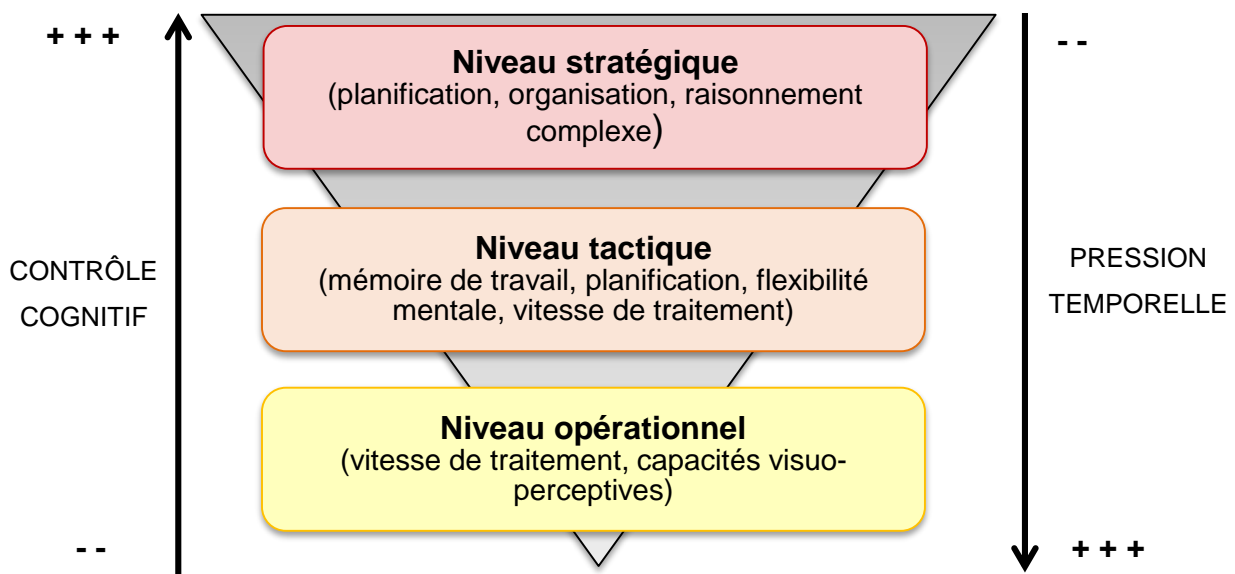 + + +
- -
Niveau stratégique
(planification, organisation, raisonnement
complexe)
Niveau tactique
(mémoire de travail, planification, flexibilité
mentale, vitesse de traitement)
CONTRÔLE
COGNITIF
PRESSION
TEMPORELLE
Niveau opérationnel
(vitesse de traitement, capacités visuo-
perceptives)
- -
+ + +